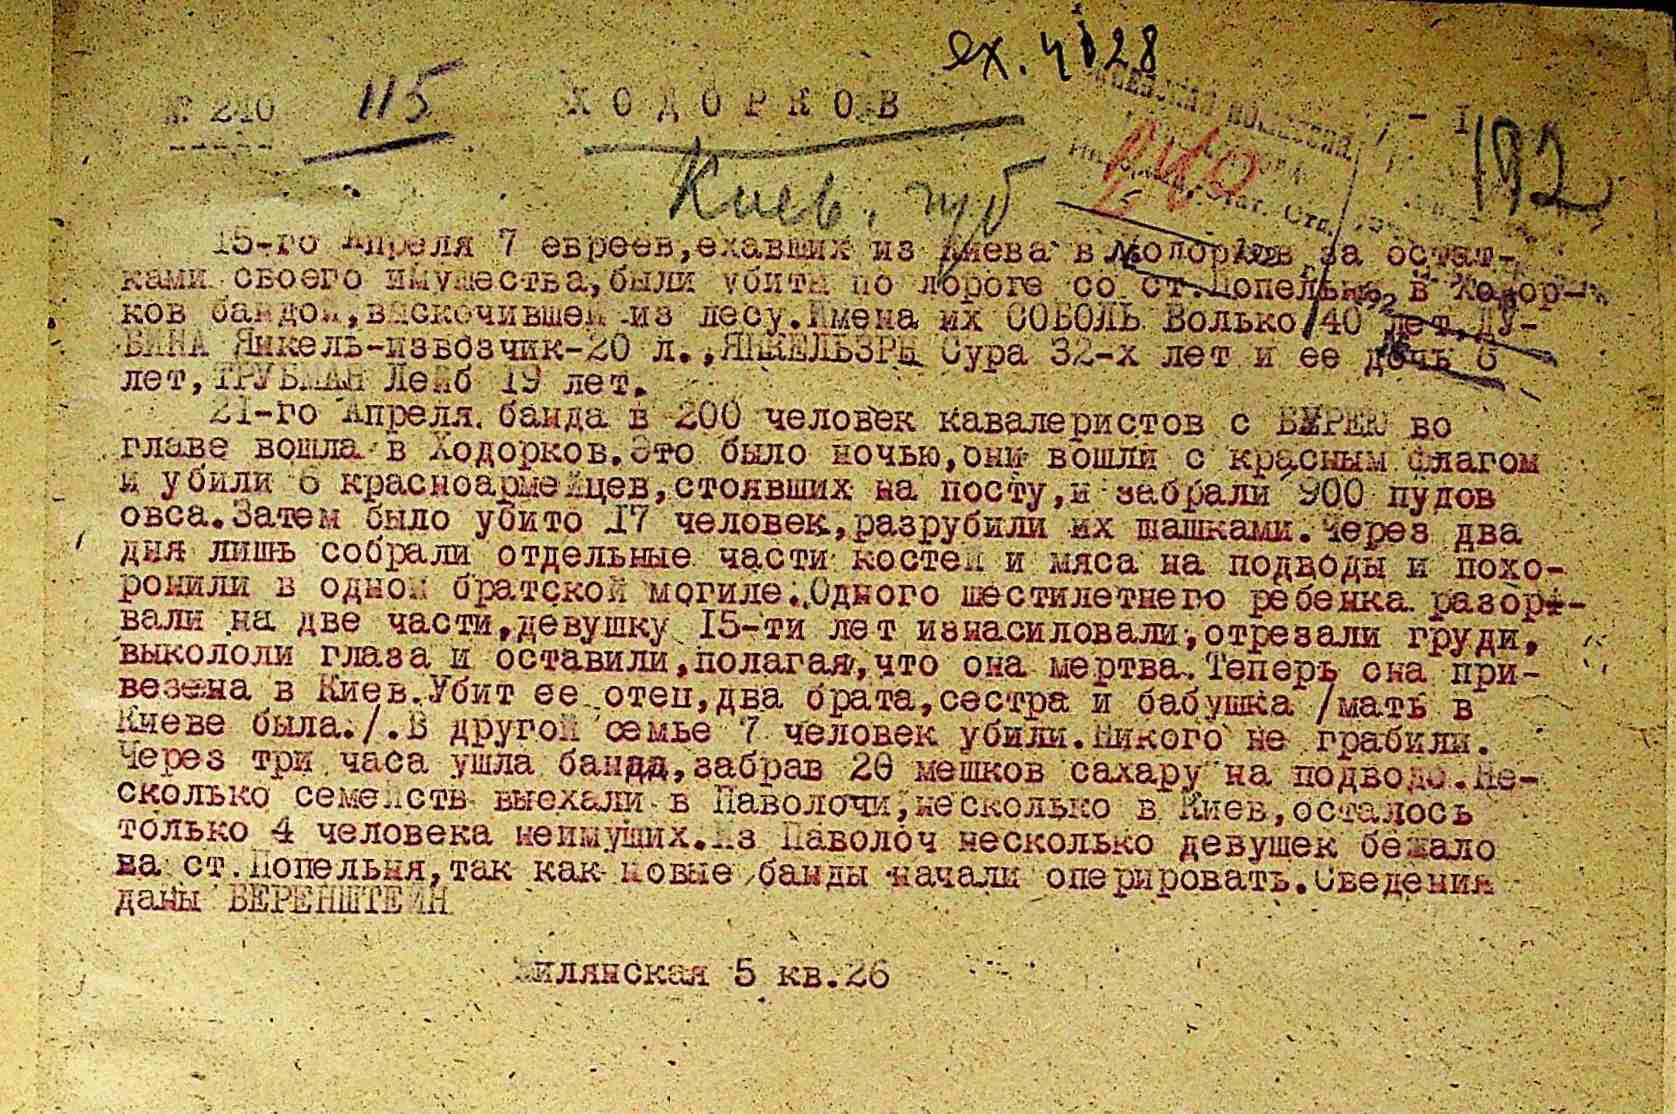 ех. 4128
№ 210 115 ХОДОРКОВ - 1
192
Киев. губ
15-го Апреля 7 евреев,ехавших из Киева в Ходорков за остат-
ками своего имущества,были убиты по дороге со ст.Попельня в Ходор-
ков бандой,выскочившей из лесу.Имена их СОБОЛЬ Волько 40 лет, ДУ-
БИНА Янкель-извозчик-20 л.,ЯНКЕЛЬЗРЫ Сура 32-х лет и ее дочь 6
лет,ТРУБМАН Лейб 19 лет.
21-го Апреля. банда в 200 человек кавалеристов с во
главе вошла в Ходорков.Это было ночью,они вошли с красным флагом
и убили 6 красноармейцев,стоявших на посту,и забрали 900 пудов
овса.Затем было убито 17 человек,разрубили их шашками.Через два
дня лишь собрали отдельные части костей и мяса на подводы и похо-
ронили в одной братской могиле.Одного шестилетнего ребенка разор-
вали на две части,девушку 15-ти лет изнасиловали,отрезали груди,
выкололи глаза и оставили,полагая,что она мертва.Теперь она при-
везена в Киев.Убит ее отец,два брата,сестра и бабушка /мать в
Киеве была./.В другой семье 7 человек убили.Никого не грабили.
Через три часа ушла банда,забрав 20 мешков сахару на подводо.Не-
сколько семейств выехали в Паволочи,несколько в Киев,осталось
только 4 человека неимущих.Из Паволоч несколько девушек бежало
на ст.Попельня,так как новые банды начали оперировать.Сведения
даны БЕРЕНШТЕЙН
Жилянская 5 кв.26